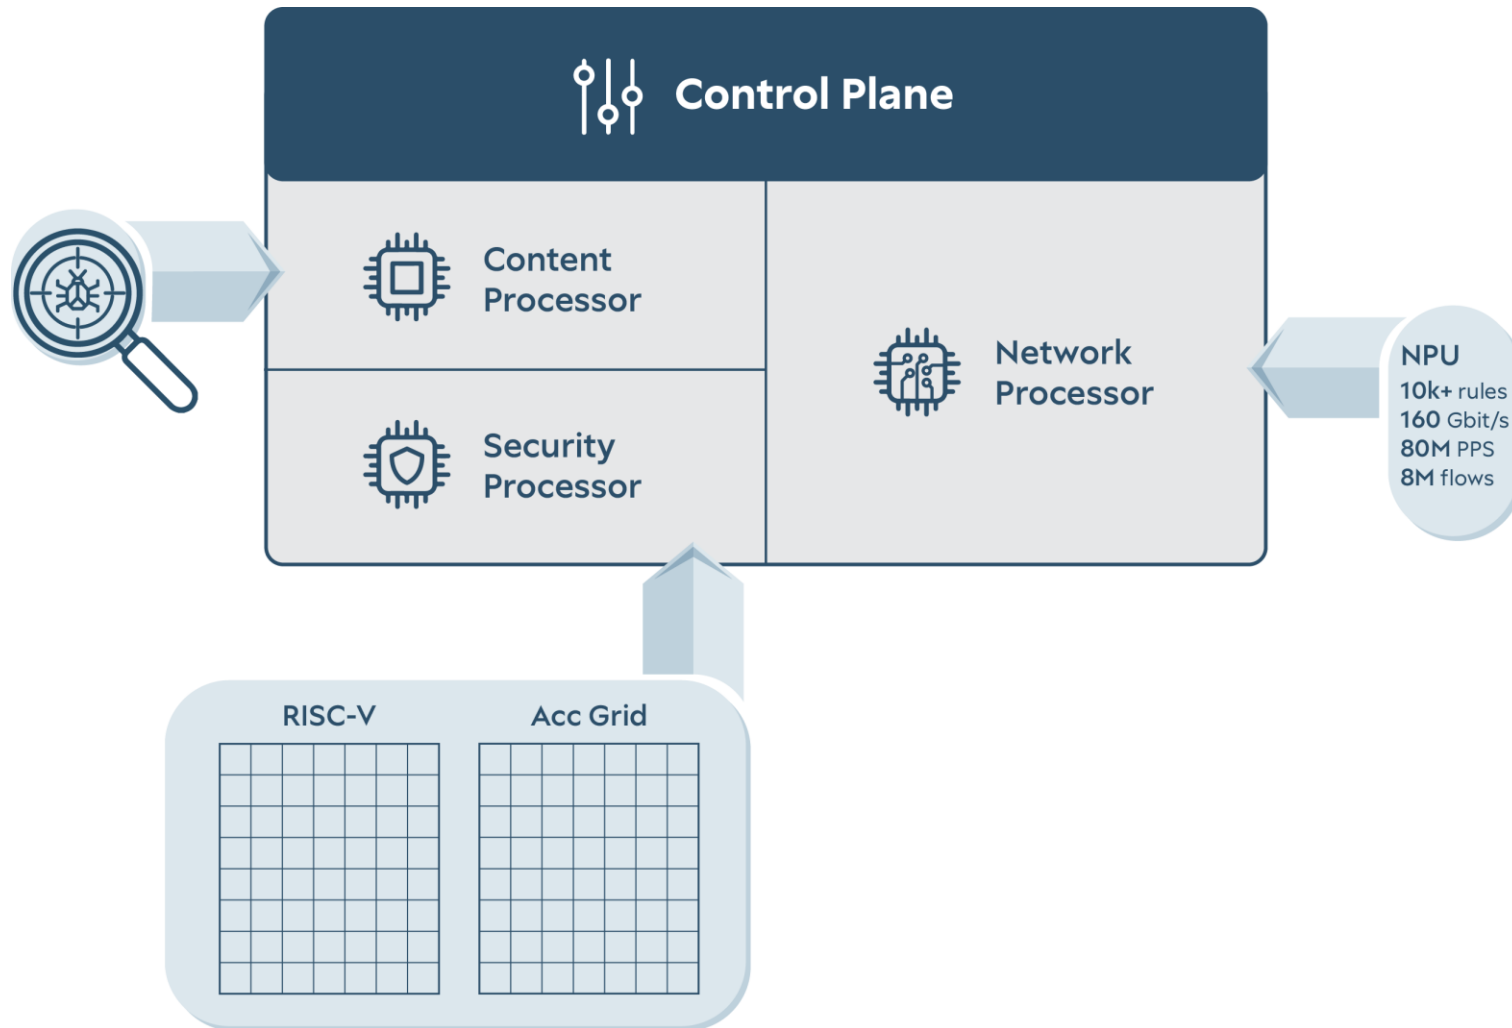 Control Plane
Content
Processor
Security
Processor
Network
Processor
NPU
10k+ rules
160 Gbit/s
80M PPS
8M flows
RISC-V
Acc Grid